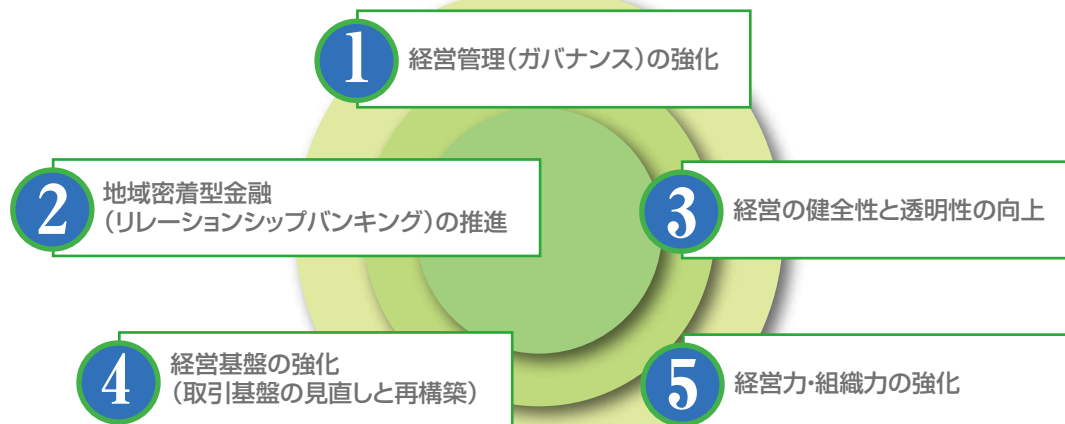 1
経営管理(ガバナンス)の強化
2
地域密着型金融
(リレーションシップバンキング)の推進
3
経営の健全性と透明性の向上
4
経営基盤の強化
(取引基盤の見直しと再構築)
5
経営力・組織力の強化